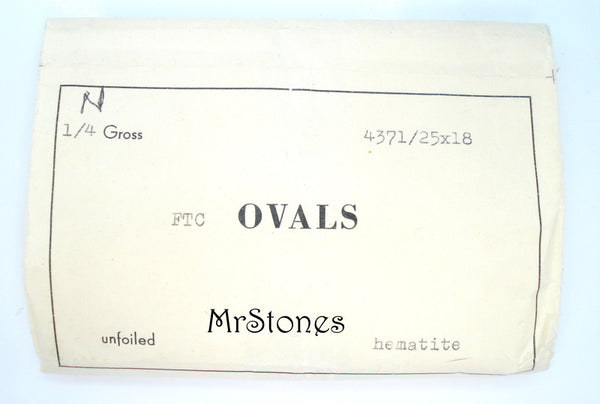 N
1/4 Gross 4371/25x18
FTC OVALS
MrStones
unfoiled hematite